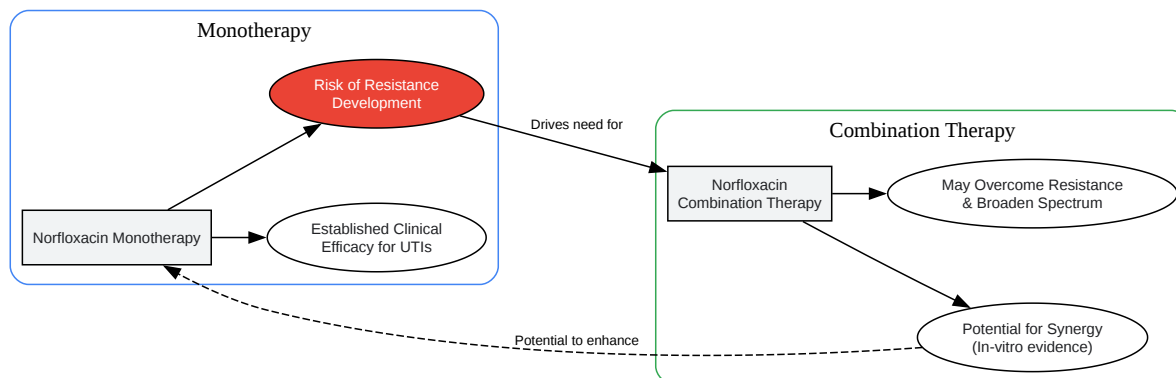 Monotherapy
Risk of Resistance
Development
Norfloxacin Monotherapy
Established Clinical
Efficacy for UTIs
Drives need for
Combination Therapy
Norfloxacin
Combination Therapy
May Overcome Resistance
& Broaden Spectrum
Potential to enhance
Potential for Synergy
(In-vitro evidence)